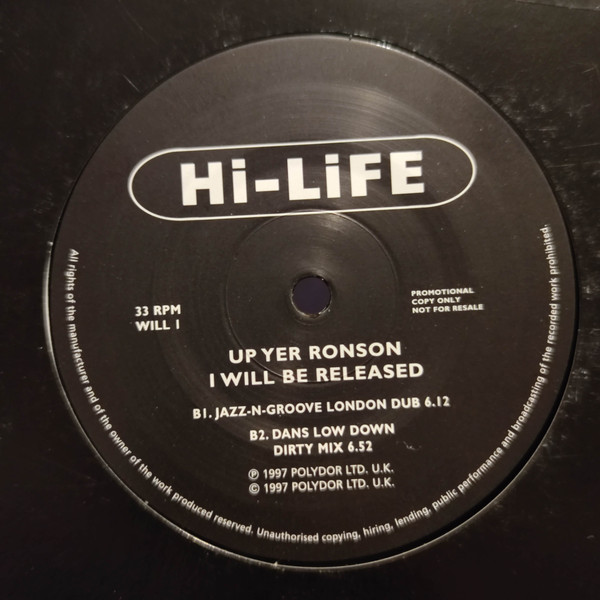 Hi-LiFE
33 RPM
WILL 1
PROMOTIONAL
COPY ONLY
NOT FOR RESALE
UP YER RONSON
I WILL BE RELEASED
B1. JAZZ-N-GROOVE LONDON DUB 6.12
B2. DANS LOW DOWN
DIRTY MIX 6.52
℗ 1997 POLYDOR LTD. U.K.
© 1997 POLYDOR LTD. U.K.
All rights of the manufacturer and of the owner of the work produced reserved. Unauthorised copying, hiring, lending, public performance and broadcasting of the recorded work prohibited.